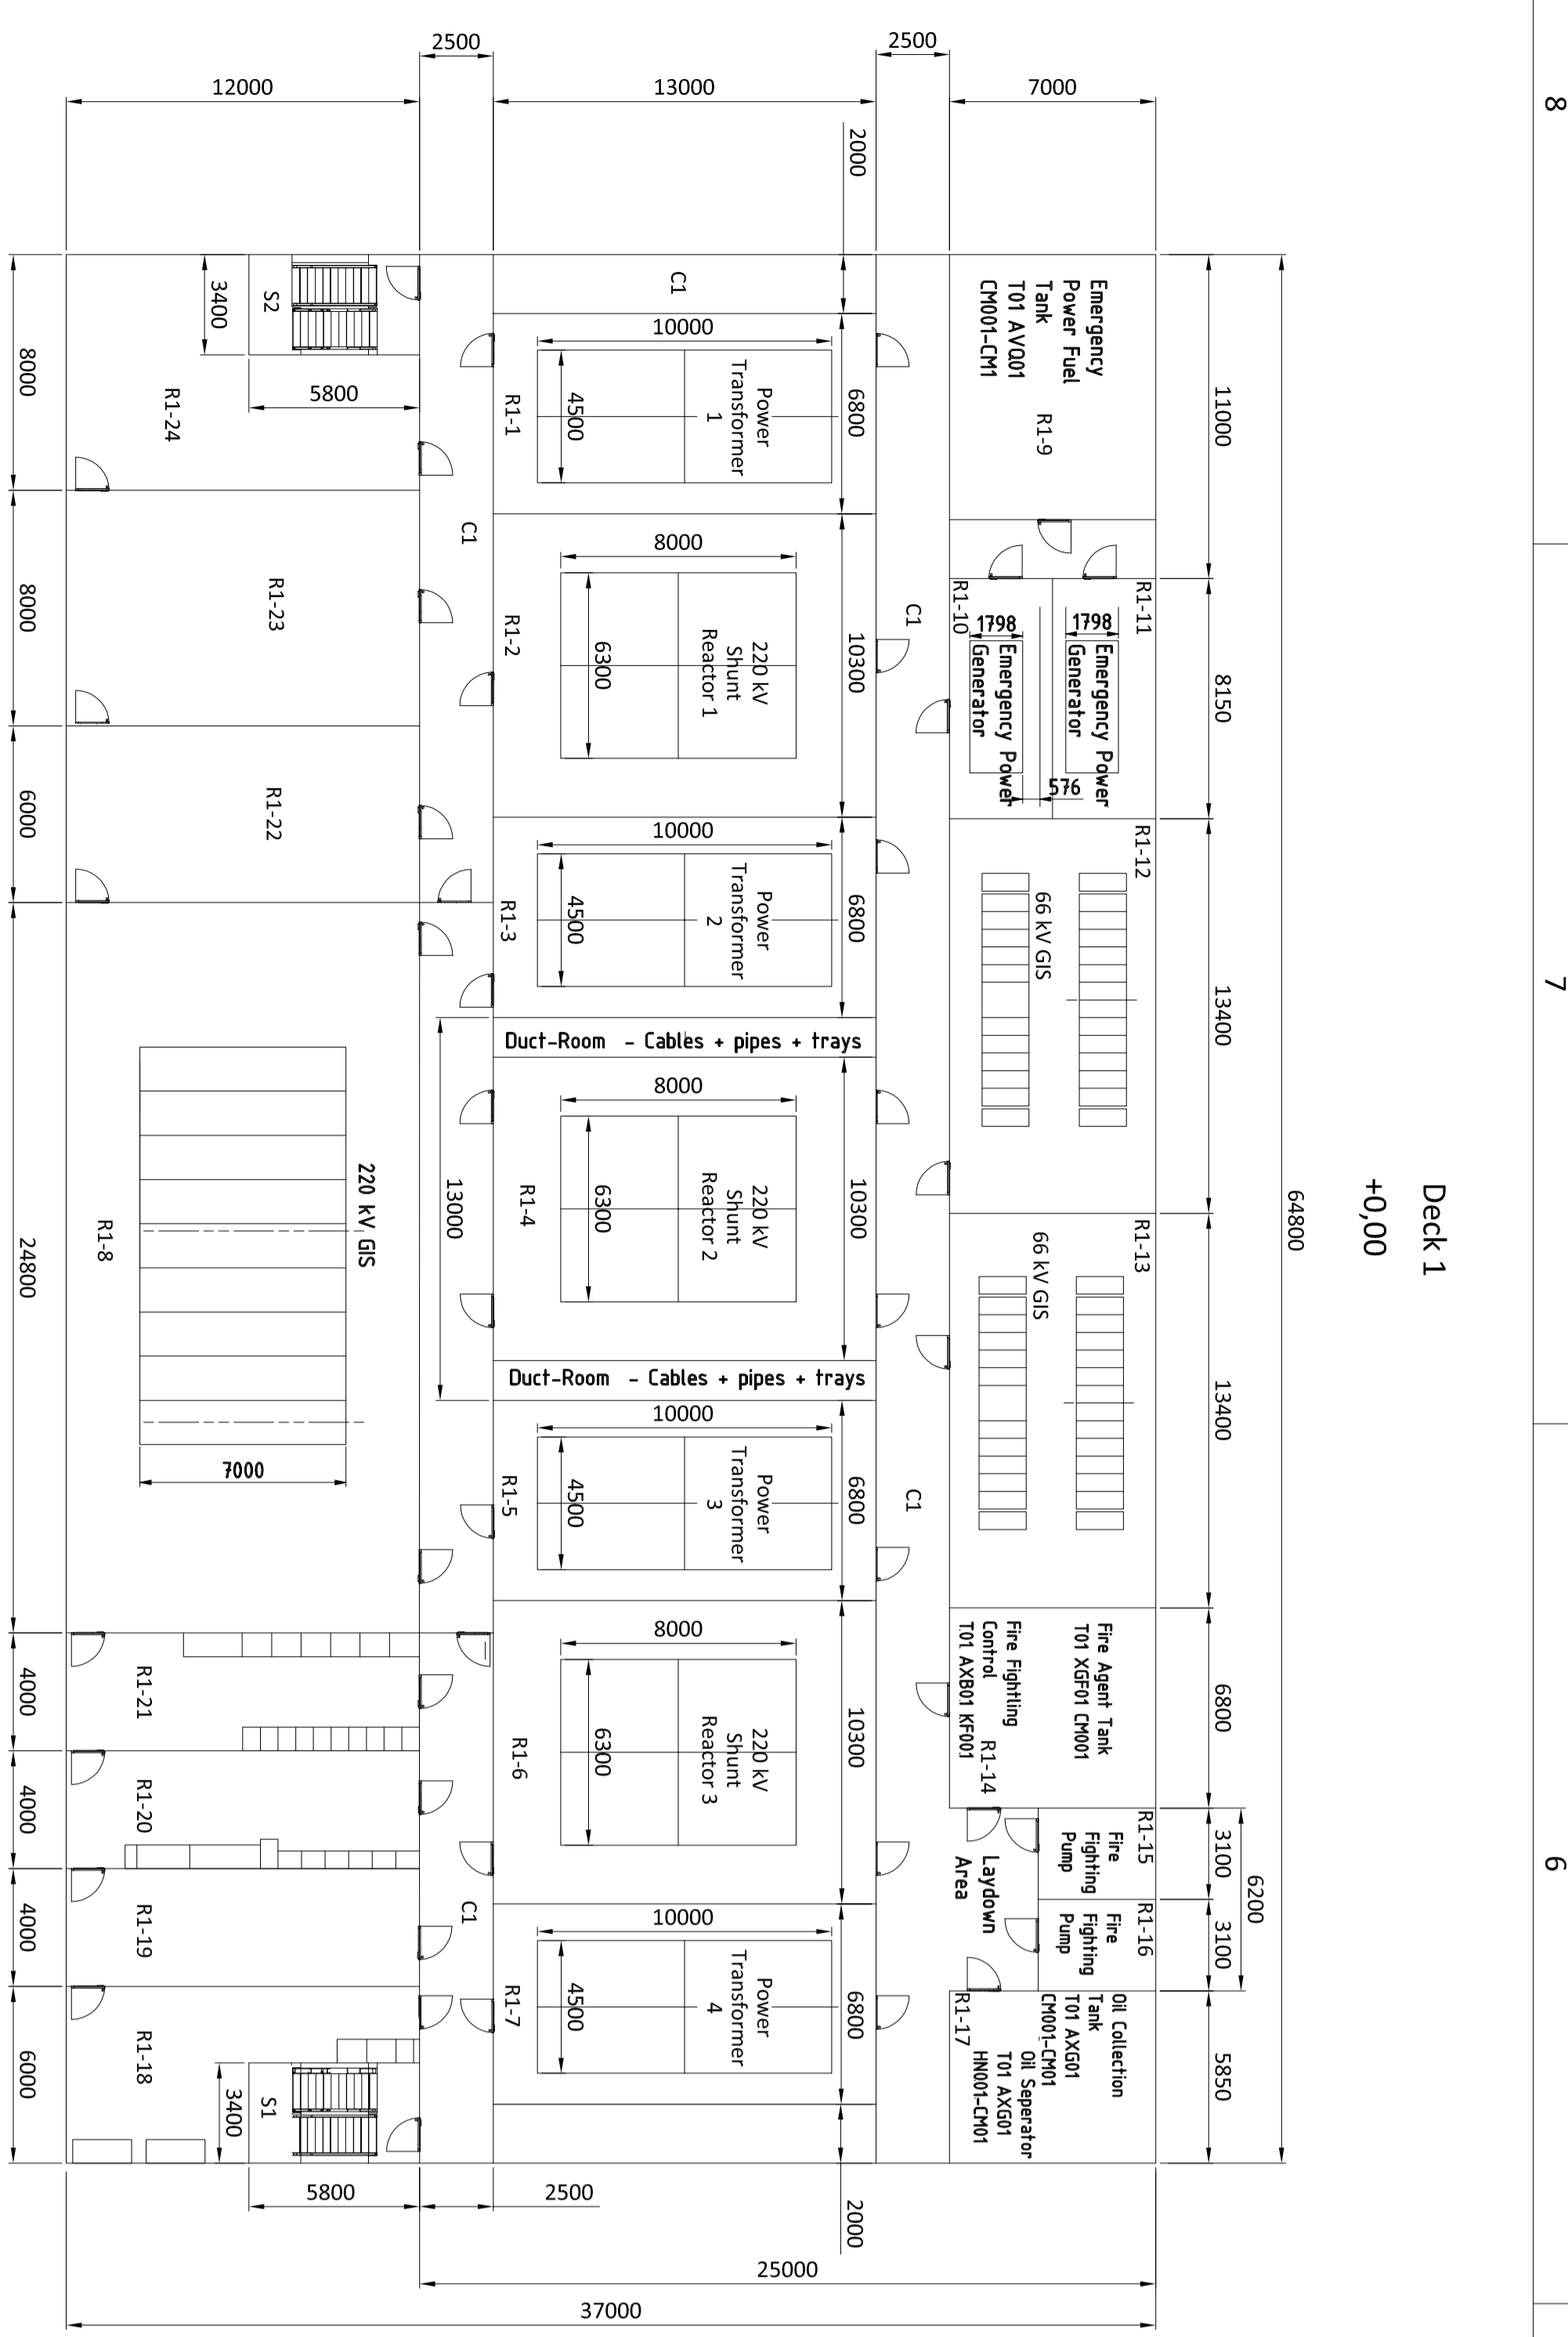 8
7
6
Deck 1
+0,00
64800
11000
8150
13400
13400
6800
6200
3100
3100
5850
7000
2500
13000
2500
12000
2000
Emergency
Power Fuel
Tank
T01 AVQ01
CM001-CM1
R1-9
R1-11
1798
Emergency Power
Generator
R1-10
1798
Emergency Power
Generator
576
R1-12
66 kV GIS
R1-13
66 kV GIS
Fire Agent Tank
T01 XGF01 CM001
Fire Fightling
Control
T01 AXB01 KF001
R1-14
R1-15
Fire
Fighting
Pump
R1-16
Fire
Fighting
Pump
Laydown
Area
Oil Collection
Tank
T01 AXG01
CM001-CM01
Oil Seperator
T01 AXG01
HN001-CM01
R1-17
C1
C1
C1
6800
10000
Power
Transformer
1
4500
R1-1
10300
8000
220 kV
Shunt
Reactor 1
6300
R1-2
6800
10000
Power
Transformer
2
4500
R1-3
Duct-Room - Cables + pipes + trays
10300
8000
220 kV
Shunt
Reactor 2
6300
R1-4
13000
Duct-Room - Cables + pipes + trays
6800
10000
Power
Transformer
3
4500
R1-5
10300
8000
220 kV
Shunt
Reactor 3
6300
R1-6
6800
10000
Power
Transformer
4
4500
R1-7
C1
C1
S2
3400
5800
R1-24
R1-23
R1-22
220 kV GIS
7000
R1-8
R1-21
R1-20
R1-19
R1-18
S1
3400
5800
2500
2000
25000
37000
8000
8000
6000
24800
4000
4000
4000
6000